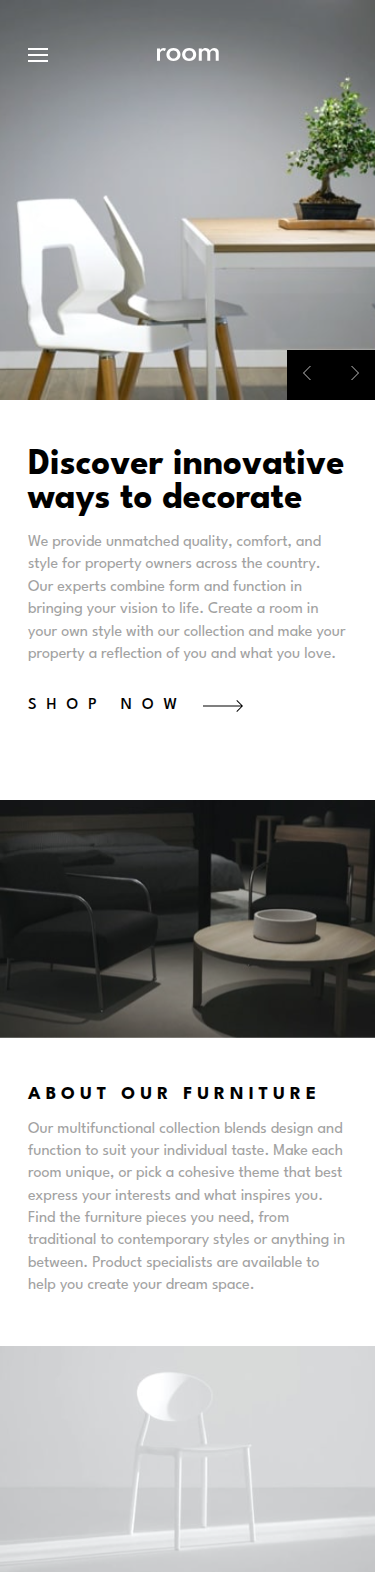 room
Discover innovative
ways to decorate
We provide unmatched quality, comfort, and
style for property owners across the country.
Our experts combine form and function in
bringing your vision to life. Create a room in
your own style with our collection and make your
property a reflection of you and what you love.
SHOP NOW
ABOUT OUR FURNITURE
Our multifunctional collection blends design and
function to suit your individual taste. Make each
room unique, or pick a cohesive theme that best
express your interests and what inspires you.
Find the furniture pieces you need, from
traditional to contemporary styles or anything in
between. Product specialists are available to
help you create your dream space.